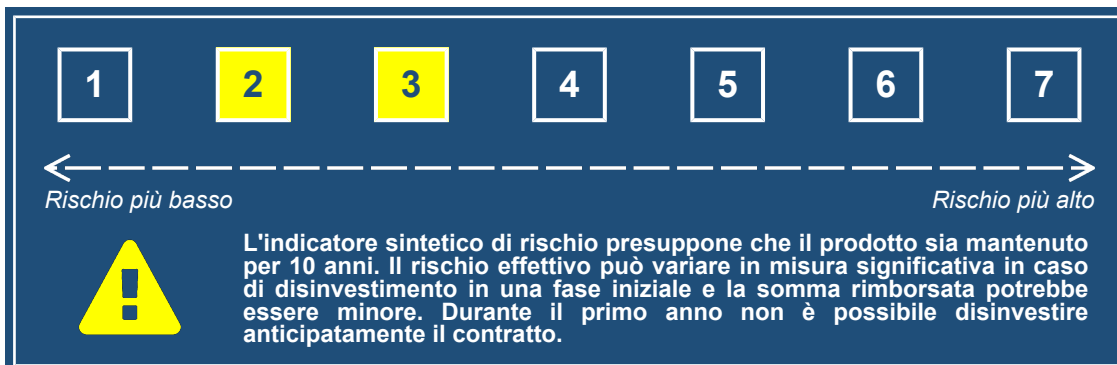 1 2 3 4 5 6 7
Rischio più basso Rischio più alto
L'indicatore sintetico di rischio presuppone che il prodotto sia mantenuto
per 10 anni. Il rischio effettivo può variare in misura significativa in caso
di disinvestimento in una fase iniziale e la somma rimborsata potrebbe
essere minore. Durante il primo anno non è possibile disinvestire
anticipatamente il contratto.